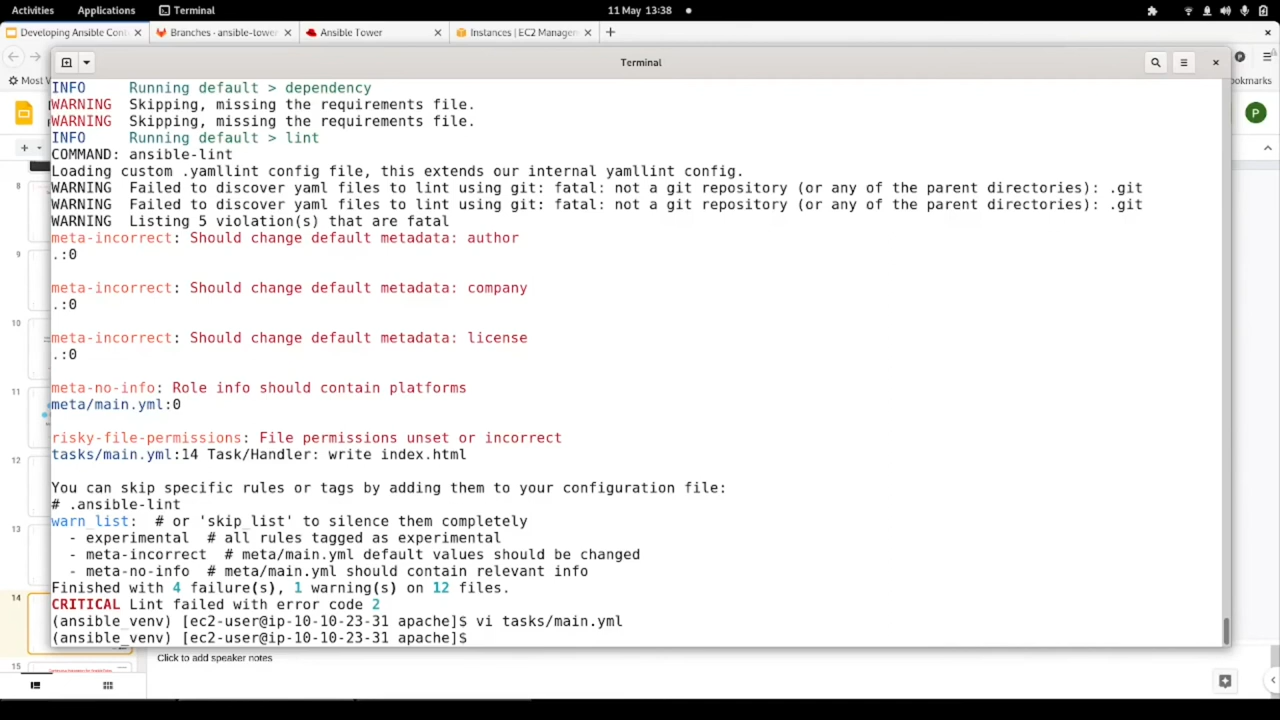 Activities Applications Terminal 11 May 13:38
Developing Ansible Con Branches · ansible-tower Ansible Tower Instances | EC2 Manage
Most V
Terminal
P
okmarks
P
INFO Running default > dependency
WARNING Skipping, missing the requirements file.
WARNING Skipping, missing the requirements file.
INFO Running default > lint
COMMAND: ansible-lint
Loading custom .yamllint config file, this extends our internal yamllint config.
WARNING Failed to discover yaml files to lint using git: fatal: not a git repository (or any of the parent directories): .git
WARNING Failed to discover yaml files to lint using git: fatal: not a git repository (or any of the parent directories): .git
WARNING Listing 5 violation(s) that are fatal
meta-incorrect: Should change default metadata: author
.:0
meta-incorrect: Should change default metadata: company
.:0
meta-incorrect: Should change default metadata: license
.:0
meta-no-info: Role info should contain platforms
meta/main.yml:0
risky-file-permissions: File permissions unset or incorrect
tasks/main.yml:14 Task/Handler: write index.html
You can skip specific rules or tags by adding them to your configuration file:
# .ansible-lint
warn_list: # or 'skip_list' to silence them completely
- experimental # all rules tagged as experimental
- meta-incorrect # meta/main.yml default values should be changed
- meta-no-info # meta/main.yml should contain relevant info
Finished with 4 failure(s), 1 warning(s) on 12 files.
CRITICAL Lint failed with error code 2
(ansible_venv) [ec2-user@ip-10-10-23-31 apache]$ vi tasks/main.yml
(ansible_venv) [ec2-user@ip-10-10-23-31 apache]$
8
9
10
11
12
13
14
15
Click to add speaker notes